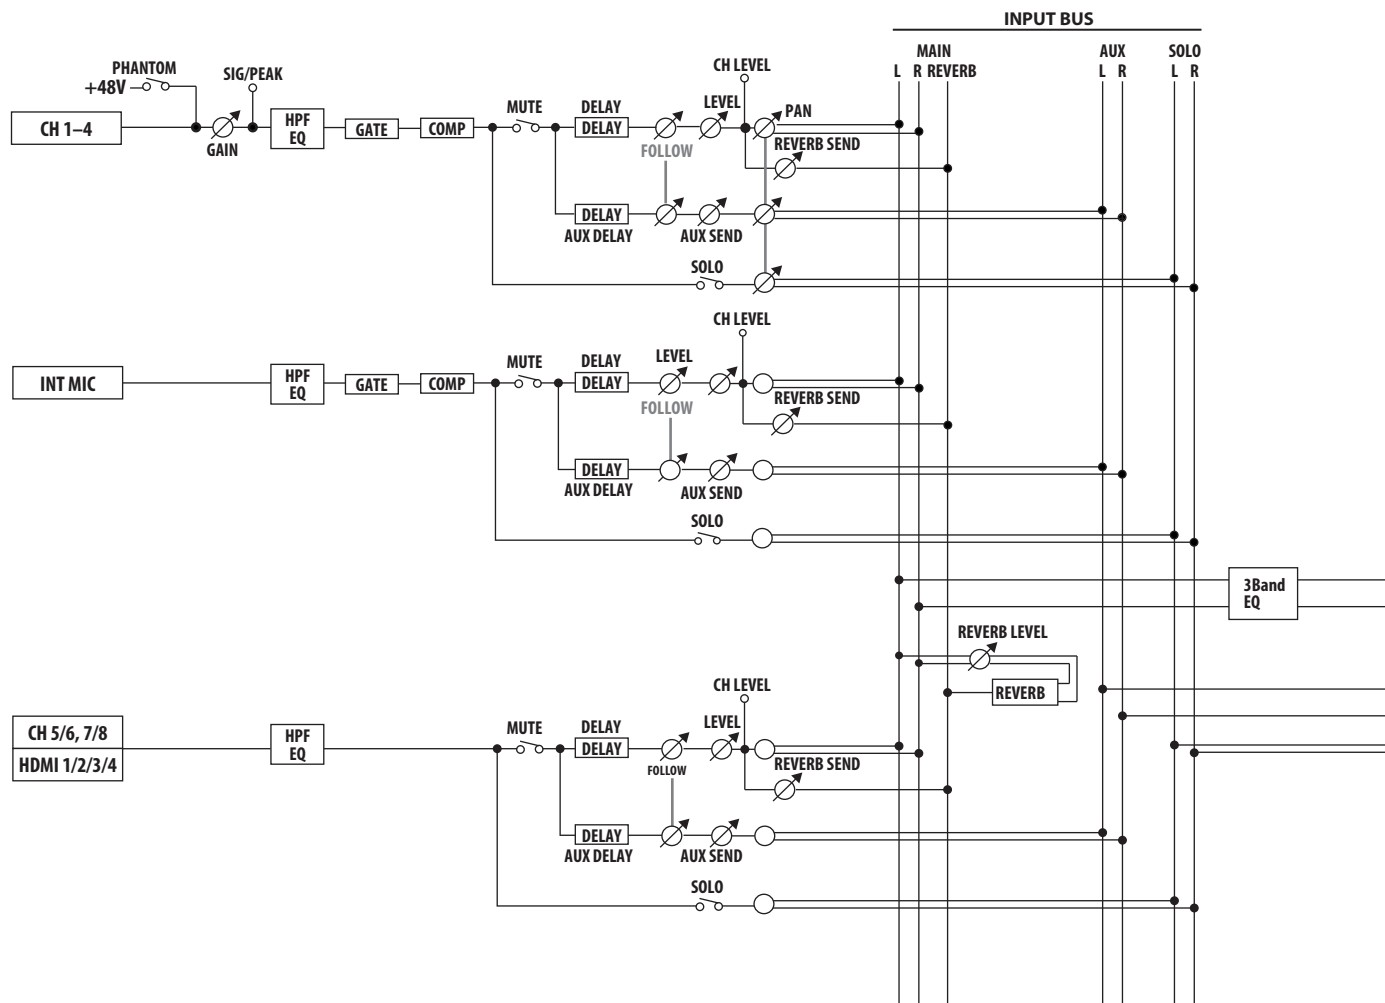 INPUT BUS
MAIN AUX SOLO
L R REVERB L R L R
PHANTOM
+48V
SIG/PEAK
CH LEVEL
CH 1–4
GAIN
HPF
EQ
GATE
COMP
MUTE
DELAY
DELAY
LEVEL
PAN
FOLLOW
REVERB SEND
DELAY
AUX DELAY
AUX SEND
SOLO
CH LEVEL
INT MIC
HPF
EQ
GATE
COMP
MUTE
DELAY
DELAY
LEVEL
FOLLOW
REVERB SEND
DELAY
AUX DELAY
AUX SEND
SOLO
3Band
EQ
REVERB LEVEL
REVERB
CH LEVEL
CH 5/6, 7/8
HDMI 1/2/3/4
HPF
EQ
MUTE
DELAY
DELAY
LEVEL
FOLLOW
REVERB SEND
DELAY
AUX DELAY
AUX SEND
SOLO